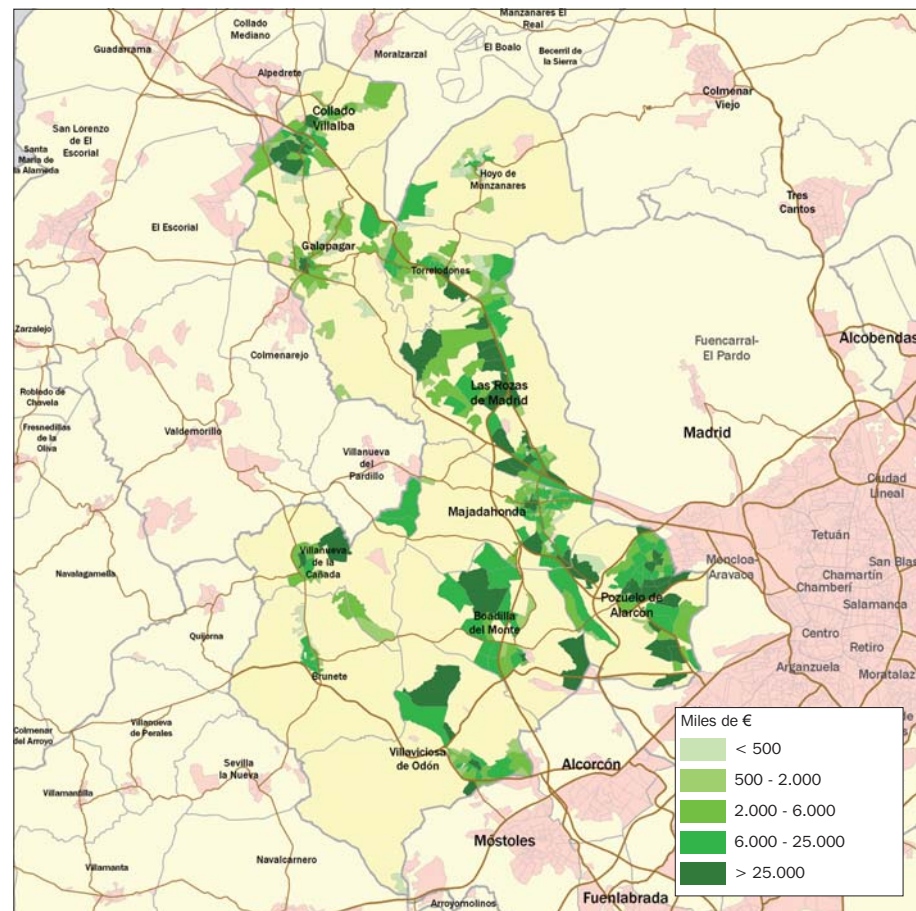 Manzanares El
Real
Collado
Mediano
Guadarrama
Moralzarzal
El Boalo
Becerril de
la Sierra
Alpedrete
Colmenar
Viejo
Collado
Villalba
San Lorenzo
de El
Escorial
Santa
María de
la Alameda
Hoyo de
Manzanares
Tres
Cantos
El Escorial
Galapagar
Torrelodones
Zarzalejo
Colmenarejo
Fuencarral-
El Pardo
Alcobendas
Robledo de
Chavela
Las Rozas
de Madrid
Fresnedillas
de la
Oliva
Valdemorillo
Madrid
Villanueva
del
Pardillo
Ciudad
Lineal
Majadahonda
Tetuán
Villanueva
de la
Cañada
Moncloa-
Aravaca
San Blas
Chamartín
Chamberí
Navalagamella
Salamanca
Pozuelo de
Alarcón
Boadilla
del Monte
Quijorna
Centro
Retiro
Arganzuela
Moratalaz
Brunete
Villanueva
de Perales
Colmenar
del Arroyo
de
Miles de €
< 500
500 - 2.000
2.000 - 6.000
6.000 - 25.000
> 25.000
Villaviciosa
de Odón
Alcorcón
Sevilla
la Nueva
Villamantilla
Móstoles
Navalcarnero
Villamanta
Arroyomolinos
Fuenlabrada